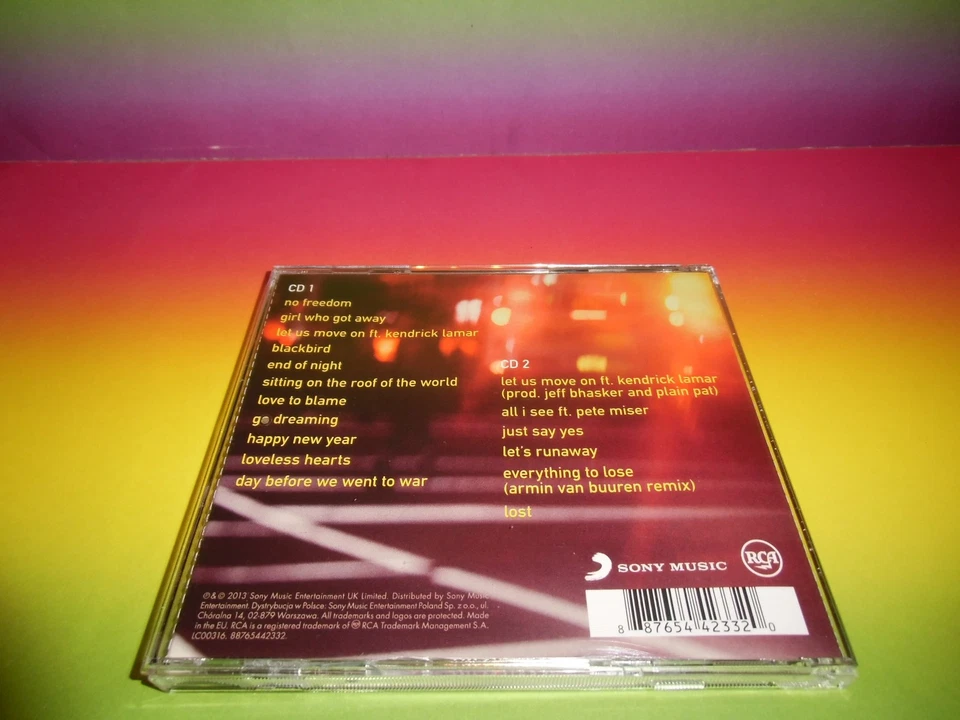 CD 1
no freedom
girl who got away
let us move on ft. kendrick lamar
blackbird
end of night
sitting on the roof of the world
love to blame
go dreaming
happy new year
loveless hearts
day before we went to war
CD 2
let us move on ft. kendrick lamar
(prod. jeff bhasker and plain pat)
all i see ft. pete miser
just say yes
let's runaway
everything to lose
(armin van buuren remix)
lost
SONY MUSIC
RCA
℗ & © 2013 Sony Music Entertainment UK Limited. Distributed by Sony Music
Entertainment. Dystrybucja w Polsce: Sony Music Entertainment Poland Sp. z o.o., ul.
Chóralna 14, 02-879 Warszawa. All trademarks and logos are protected. Made
in the EU. RCA is a registered trademark of RCA Trademark Management S.A.
LC00316. 88765442332.
8 87654 42332 0